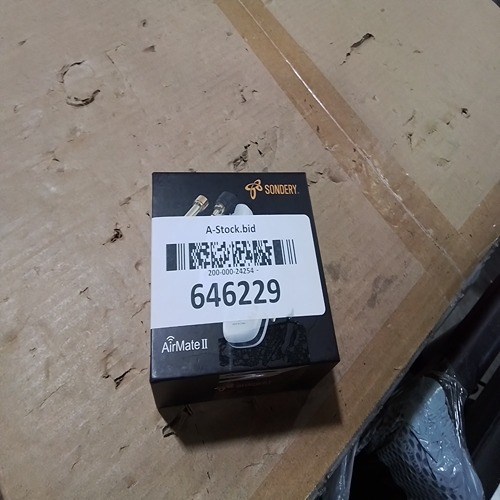 SONDERY
A-Stock.bid
200-000-24254 -
646229
AirMate II